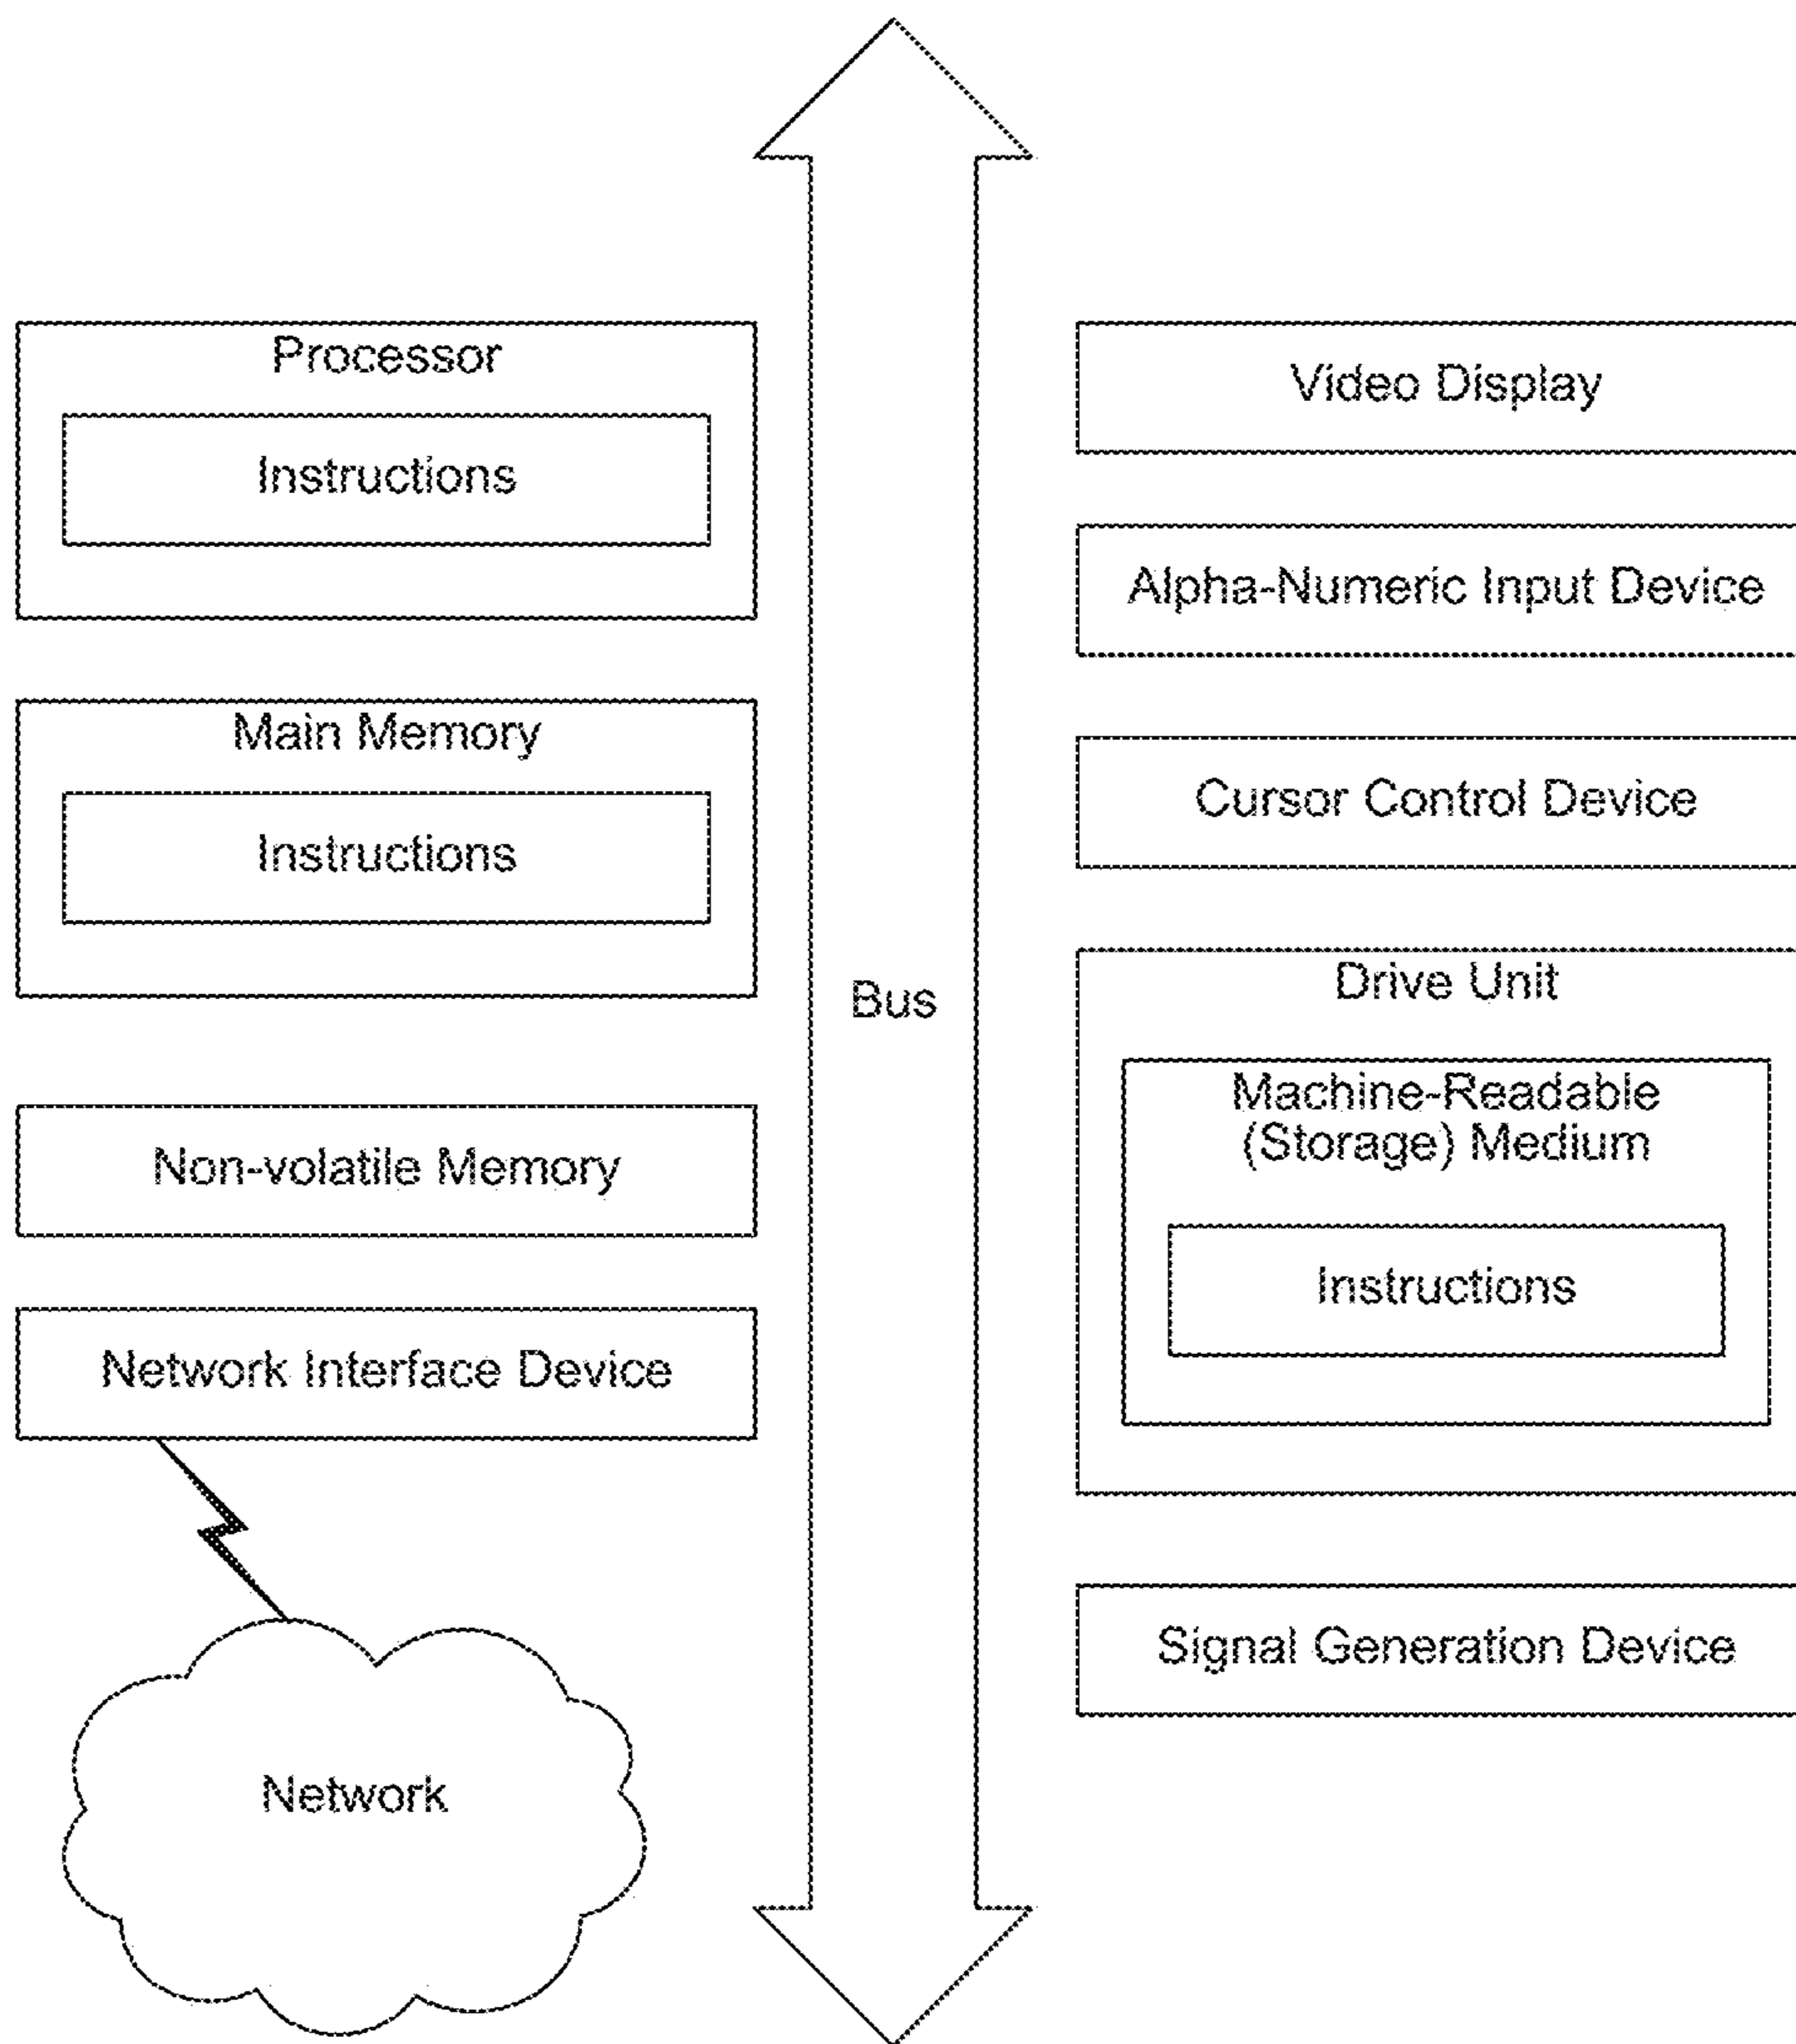 Processor
Instructions
Main Memory
Instructions
Non-volatile Memory
Network Interface Device
Network
Bus
Video Display
Alpha-Numeric Input Device
Cursor Control Device
Drive Unit
Machine-Readable
(Storage) Medium
Instructions
Signal Generation Device